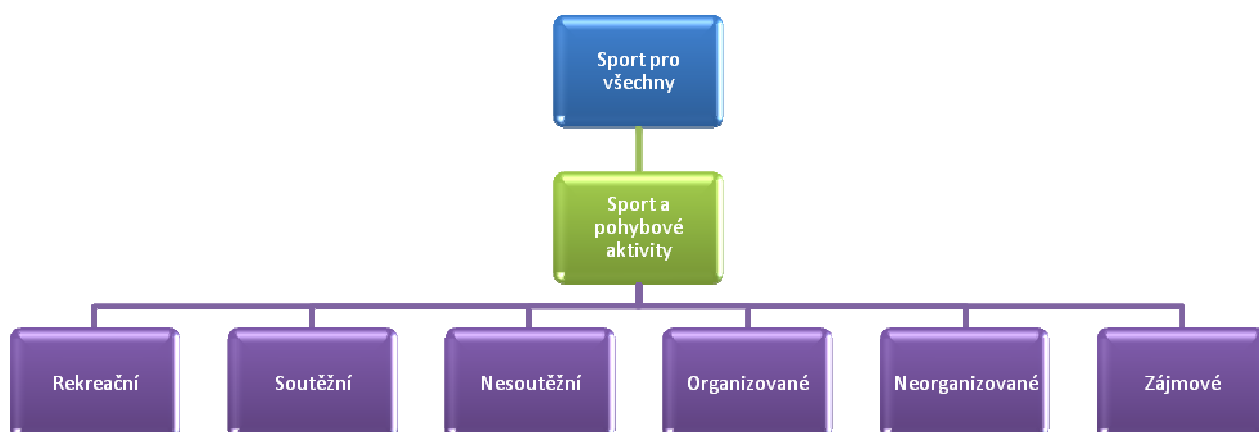 Sport pro
všechny
Sport a
pohybové
aktivity
Rekreační
Soutěžní
Nesoutěžní
Organizované
Neorganizované
Zájmové